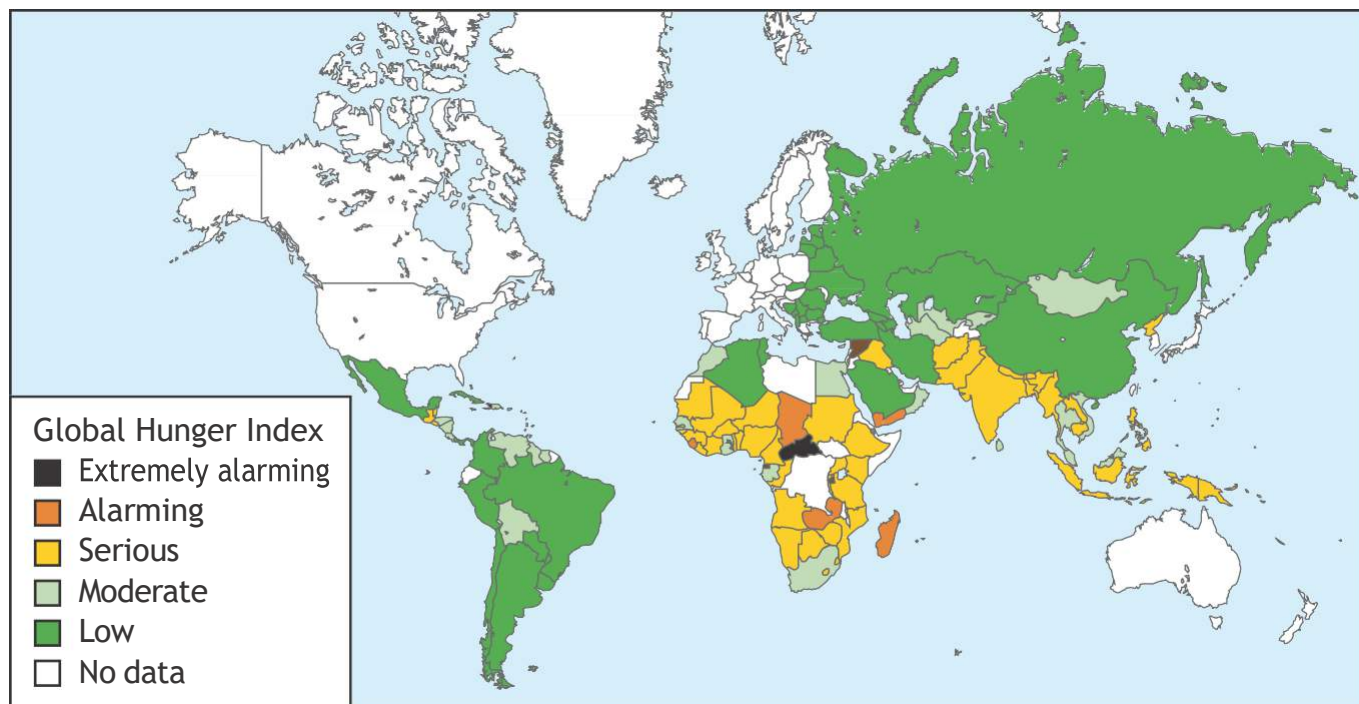 Global Hunger Index
Extremely alarming
Alarming
Serious
Moderate
Low
No data